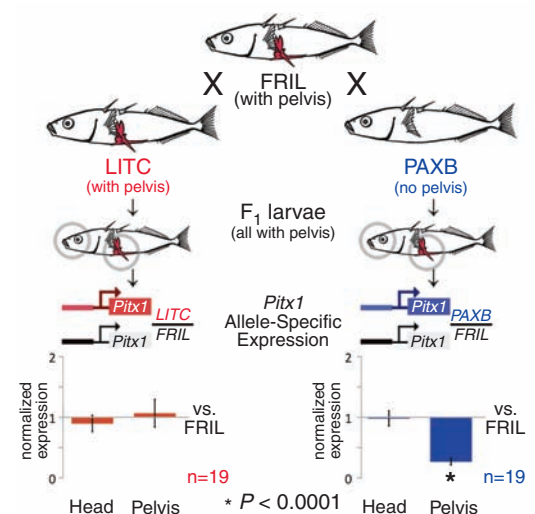 X FRIL X
(with pelvis)
LITC
(with pelvis)
PAXB
(no pelvis)
F1 larvae
(all with pelvis)
Pitx1
Pitx1
LITC
FRIL
Pitx1
Allele-Specific
Expression
Pitx1
Pitx1
PAXB
FRIL
normalized
expression
2
1
0
vs.
FRIL
n=19
Head Pelvis
* P < 0.0001
normalized
expression
2
1
0
vs.
FRIL
*
n=19
Head Pelvis